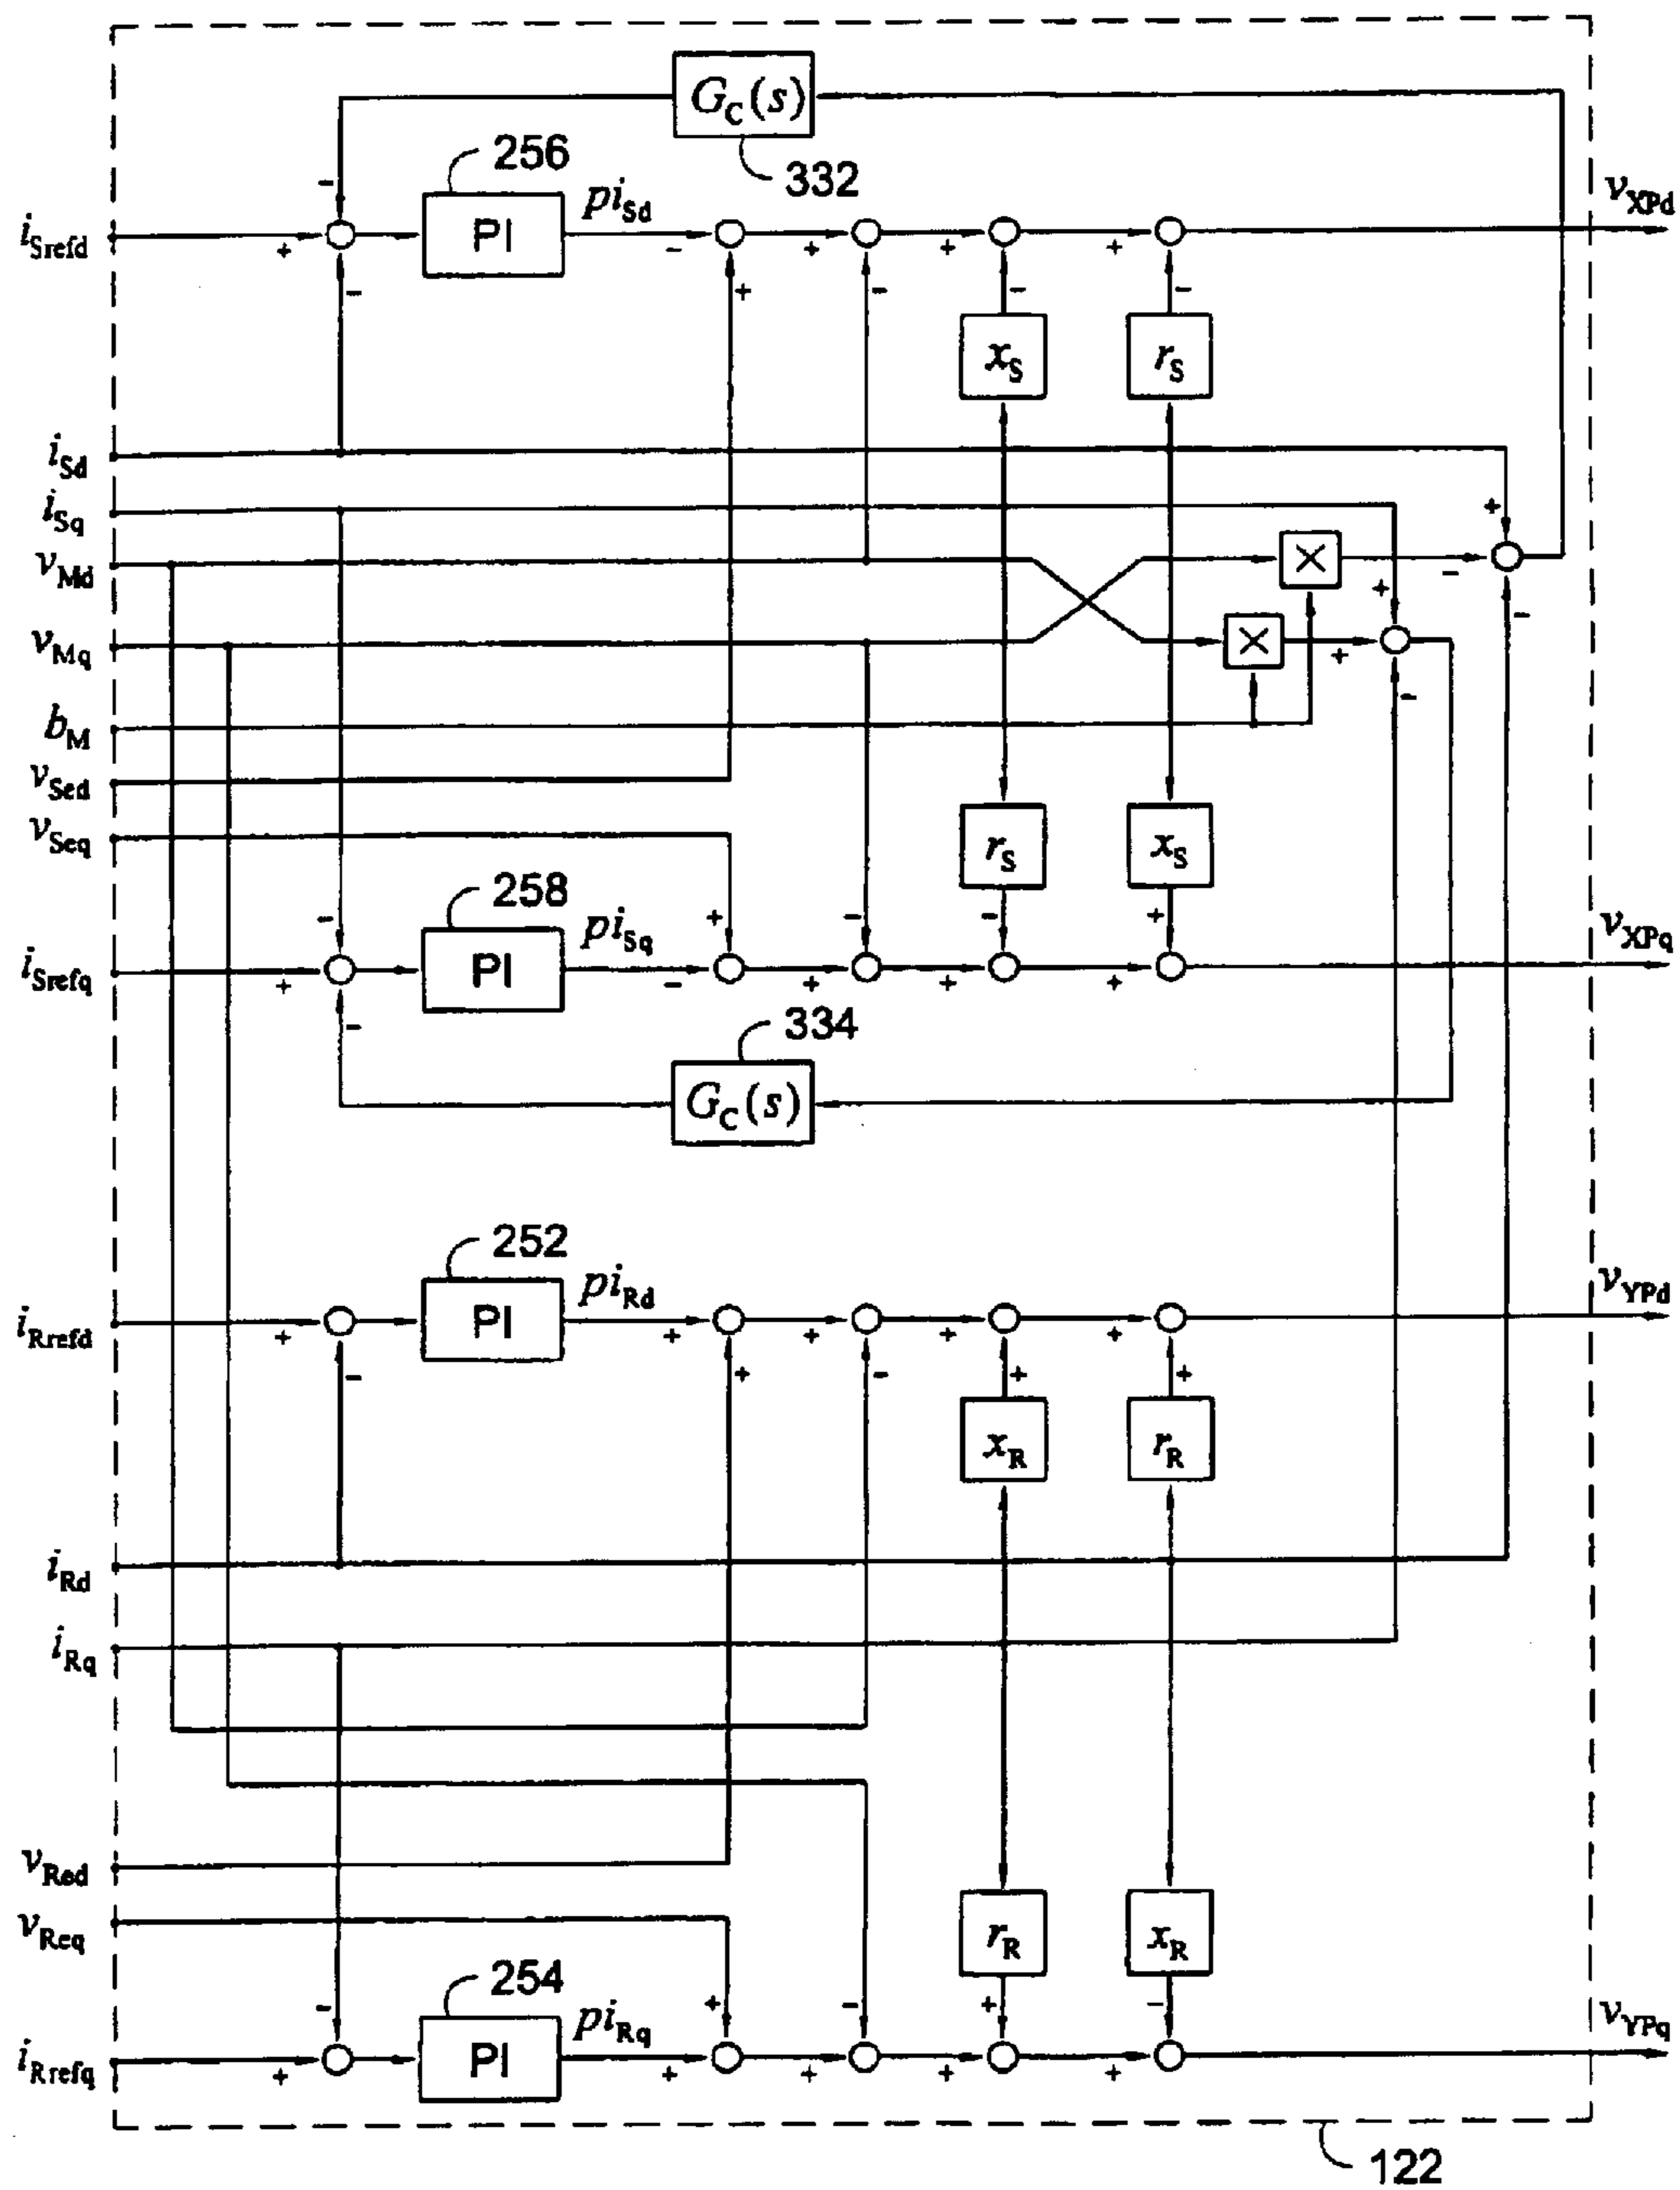 G_C(s)
332
256
pi_Sd
v_XPd
i_Srefd
+
-
-
PI
-
+
+
-
+
-
+
-
x_S
r_S
i_Sd
i_Sq
+
v_Md
×
-
+
-
v_Mq
×
+
-
b_M
v_Sed
v_Seq
r_S
x_S
258
pi_Sq
-
+
-
-
+
v_XPq
i_Srefq
+
PI
-
+
+
+
-
334
G_C(s)
252
pi_Rd
v_YPd
i_Rrefd
+
PI
+
+
+
+
-
+
-
+
+
x_R
r_R
i_Rd
i_Rq
v_Red
v_Req
r_R
x_R
254
pi_Rq
-
+
-
+
-
v_YPq
i_Rrefq
+
PI
+
+
+
+
122